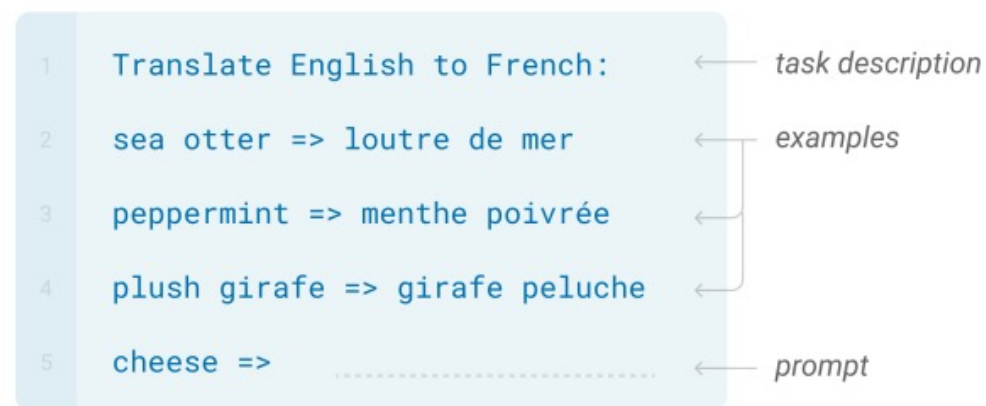 1 Translate English to French: task description
2 sea otter => loutre de mer examples
3 peppermint => menthe poivrée
4 plush girafe => girafe peluche
5 cheese => prompt